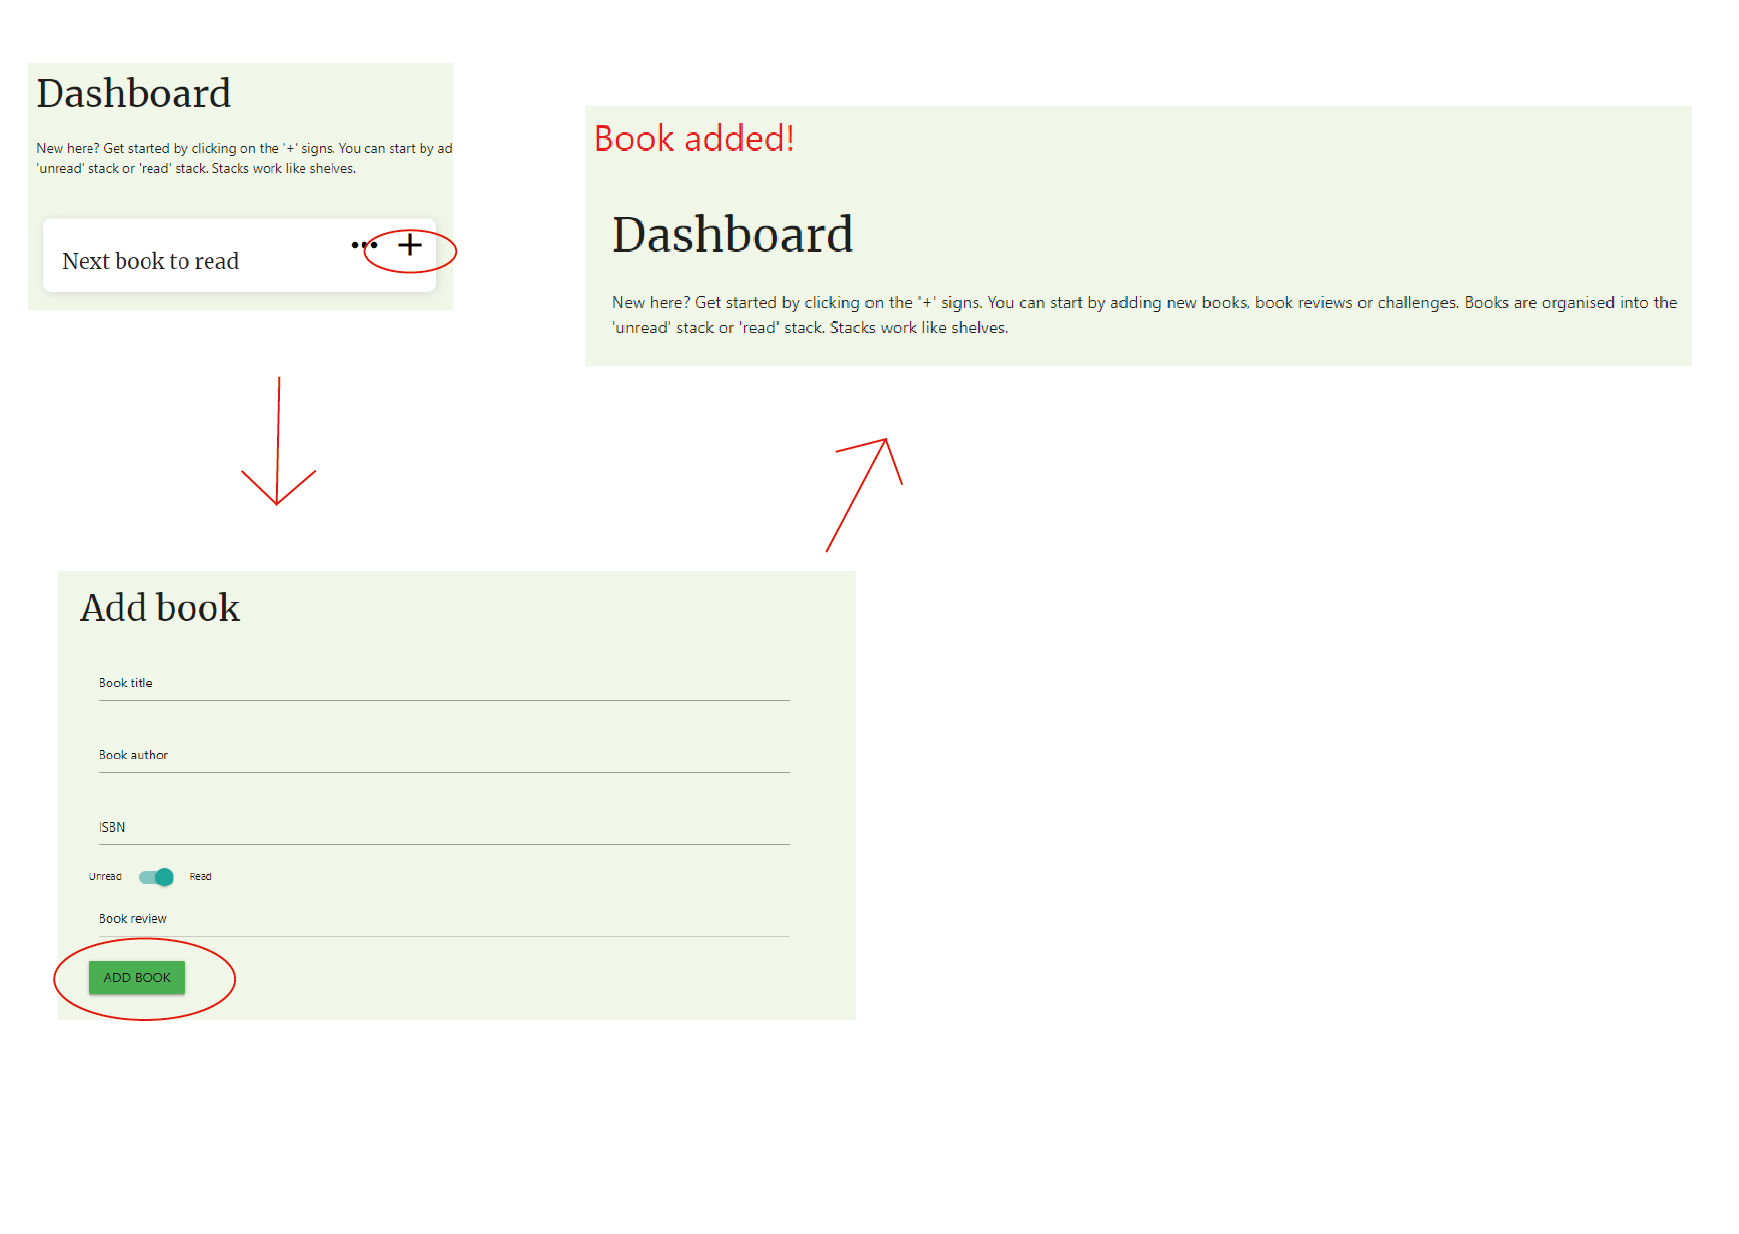 Dashboard
New here? Get started by clicking on the '+' signs. You can start by ad
'unread' stack or 'read' stack. Stacks work like shelves.
Next book to read
Add book
Book title
Book author
ISBN
Unread Read
Book review
ADD BOOK
Book added!
Dashboard
New here? Get started by clicking on the '+' signs. You can start by adding new books, book reviews or challenges. Books are organised into the
'unread' stack or 'read' stack. Stacks work like shelves.